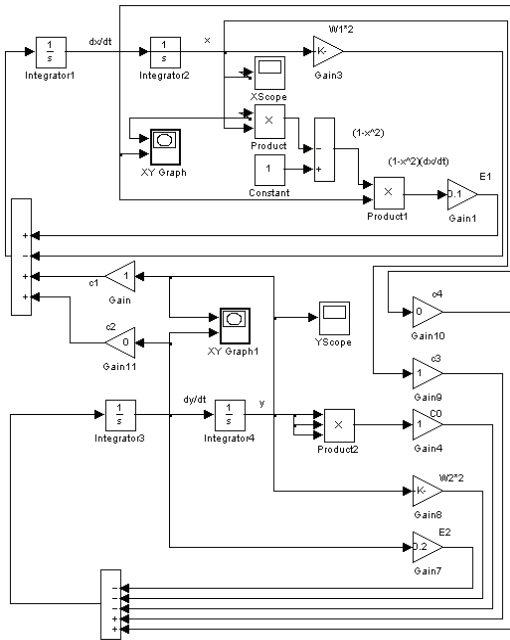 W1*2
dx/dt
x
1
s
1
s
K-
Integrator1
Integrator2
Gain3
XScope
×
Product
(1-x^2)
−
XY Graph
1
+
(1-x^2)(dx/dt)
Constant
E1
×
0.1
Product1
Gain1
+
−
+
+
c1
1
Gain
c2
0
Gain11
XY Graph1
YScope
c4
0
Gain10
c3
1
Gain9
dy/dt
y
1
s
1
s
C0
×
1
Integrator3
Integrator4
Gain4
Product2
W2*2
K-
Gain8
E2
0.2
Gain7
−
−
−
+
+